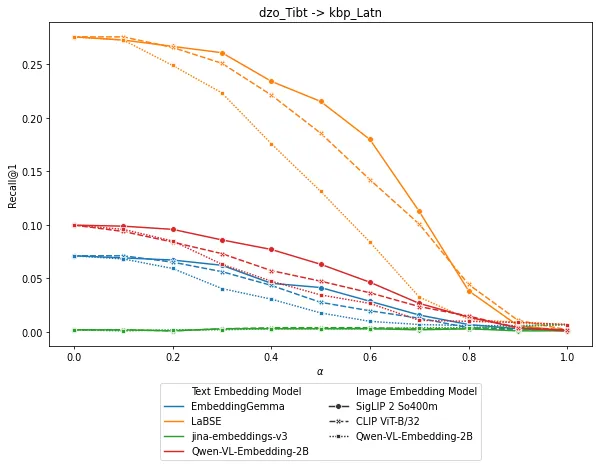 dzo_Tibt -> kbp_Latn
Recall@1
0.25
0.20
0.15
0.10
0.05
0.00
0.0 0.2 0.4 0.6 0.8 1.0
α
Text Embedding Model Image Embedding Model
EmbeddingGemma SigLIP 2 So400m
LaBSE CLIP ViT-B/32
jina-embeddings-v3 Qwen-VL-Embedding-2B
Qwen-VL-Embedding-2B